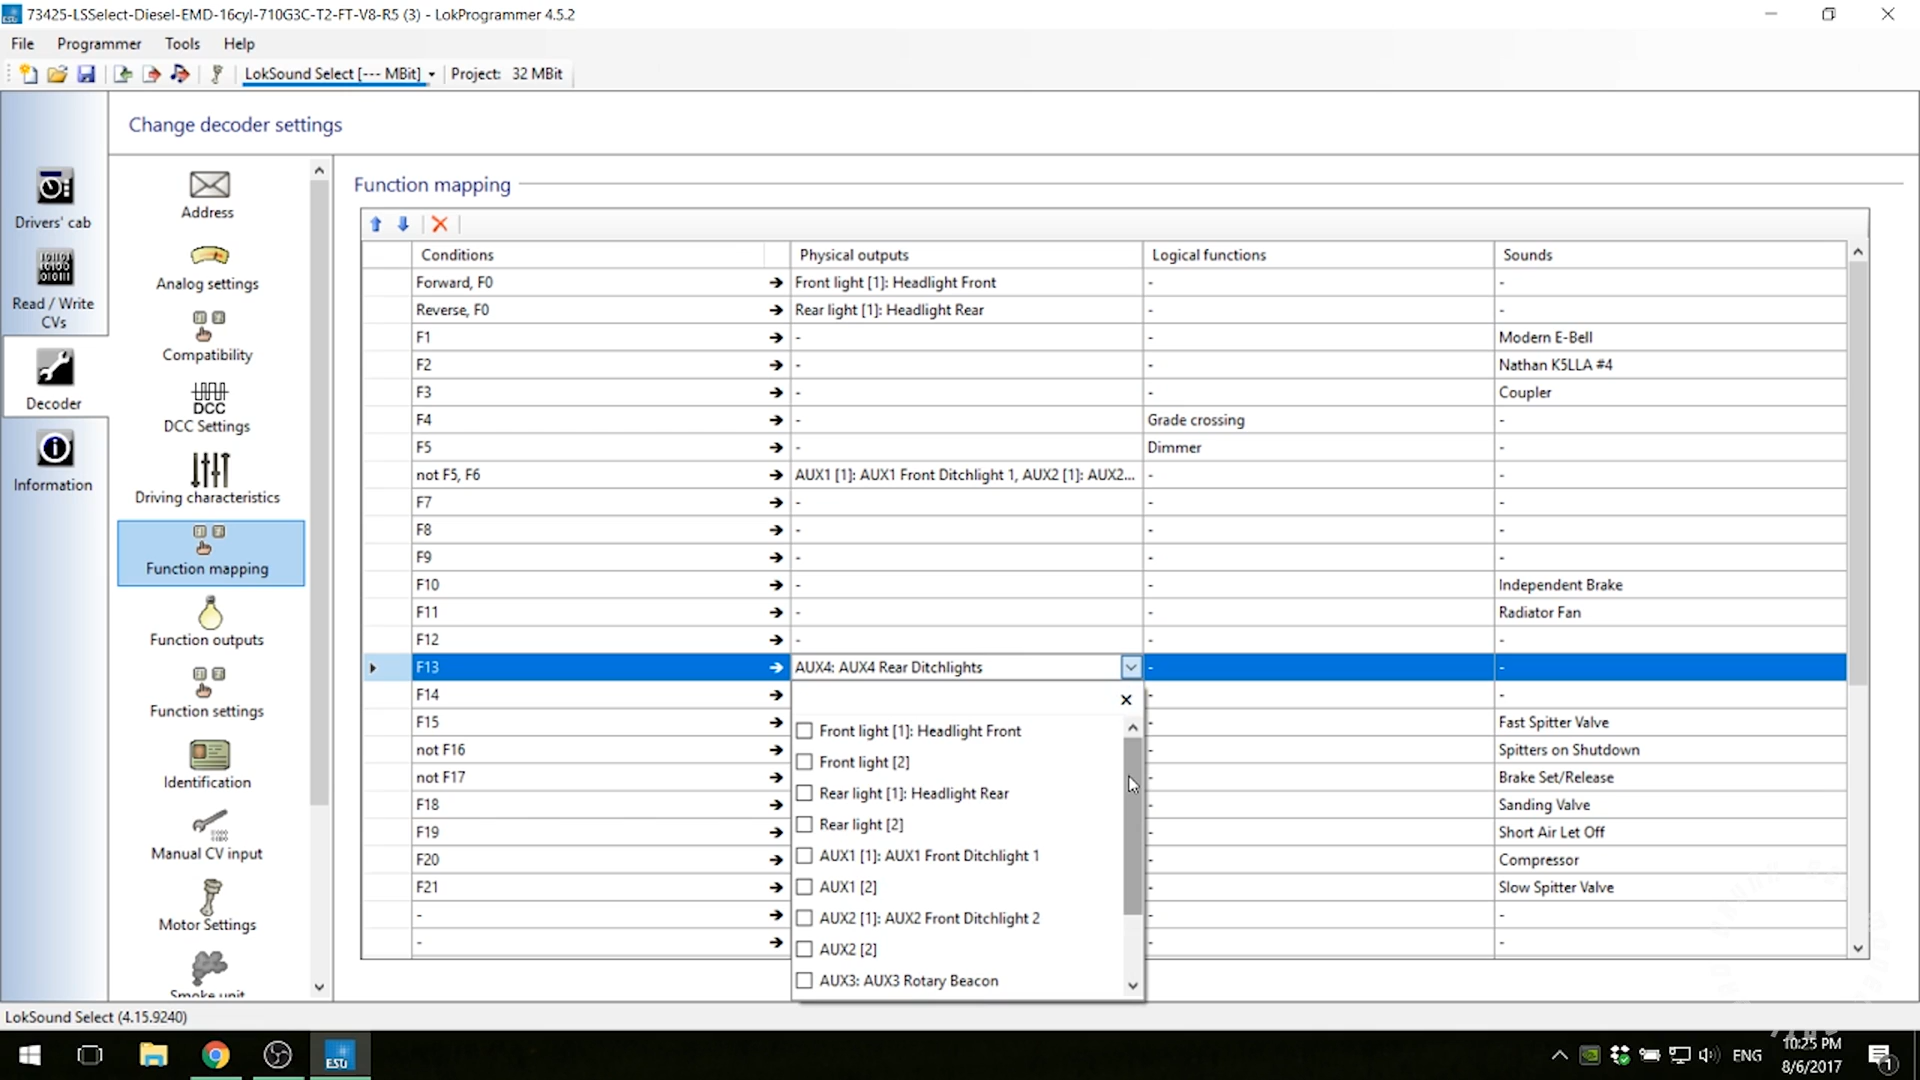 73425-LSSelect-Diesel-EMD-16cyl-710G3C-T2-FT-V8-R5 (3) - LokProgrammer 4.5.2
File Programmer Tools Help
LokSound Select [--- MBit] Project: 32 MBit
Change decoder settings
Drivers' cab
Read / Write
CVs
Decoder
Information
Address
Analog settings
Compatibility
DCC
DCC Settings
Driving characteristics
Function mapping
Function outputs
Function settings
Identification
Manual CV input
Motor Settings
Smoke unit
Function mapping
Conditions Physical outputs Logical functions Sounds
Forward, F0 Front light [1]: Headlight Front - -
Reverse, F0 Rear light [1]: Headlight Rear - -
F1 - - Modern E-Bell
F2 - - Nathan K5LLA #4
F3 - - Coupler
F4 - Grade crossing -
F5 - Dimmer -
not F5, F6 AUX1 [1]: AUX1 Front Ditchlight 1, AUX2 [1]: AUX2... - -
F7 - - -
F8 - - -
F9 - - -
F10 - - Independent Brake
F11 - - Radiator Fan
F12 - - -
F13 AUX4: AUX4 Rear Ditchlights - -
F14 - -
F15 - Fast Spitter Valve
not F16 - Spitters on Shutdown
not F17 - Brake Set/Release
F18 - Sanding Valve
F19 - Short Air Let Off
F20 - Compressor
F21 - Slow Spitter Valve
- - -
- - -
Front light [1]: Headlight Front
Front light [2]
Rear light [1]: Headlight Rear
Rear light [2]
AUX1 [1]: AUX1 Front Ditchlight 1
AUX1 [2]
AUX2 [1]: AUX2 Front Ditchlight 2
AUX2 [2]
AUX3: AUX3 Rotary Beacon
LokSound Select (4.15.9240)
ESU
ENG
10:25 PM
8/6/2017
1